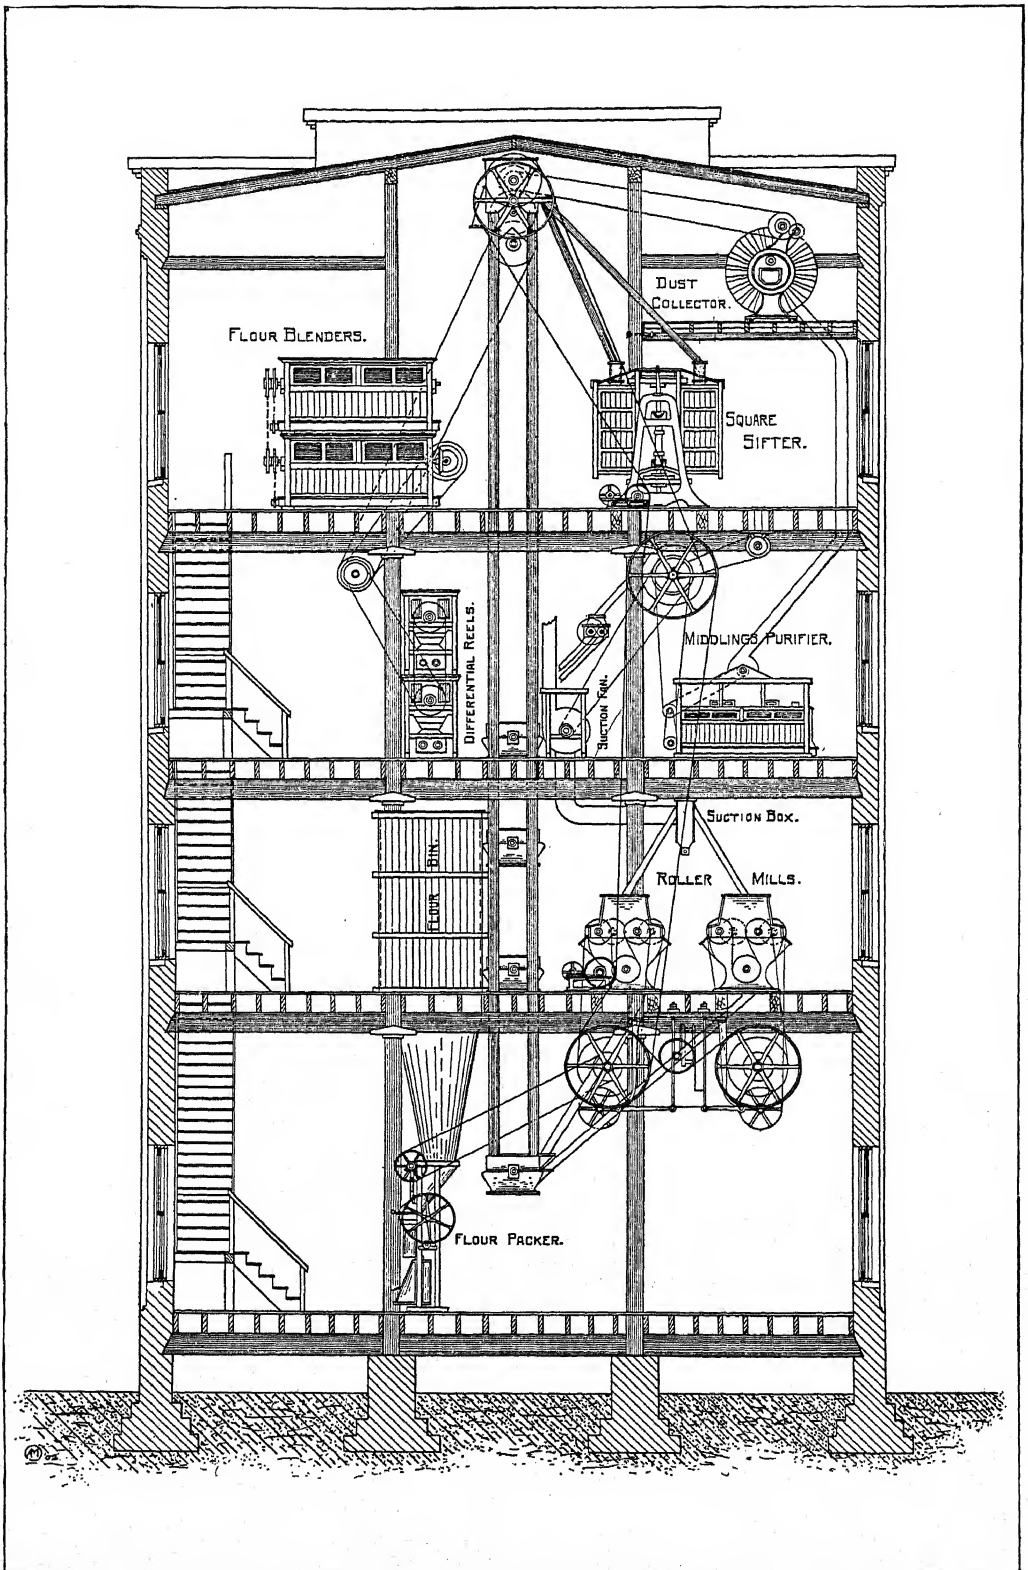 FLOUR BLENDERS.
DUST
COLLECTOR.
SQUARE
SIFTER.
DIFFERENTIAL REELS.
SUCTION FAN.
MIDDLINGS PURIFIER.
SUCTION BOX.
FLOUR BIN.
ROLLER MILLS.
FLOUR PACKER.